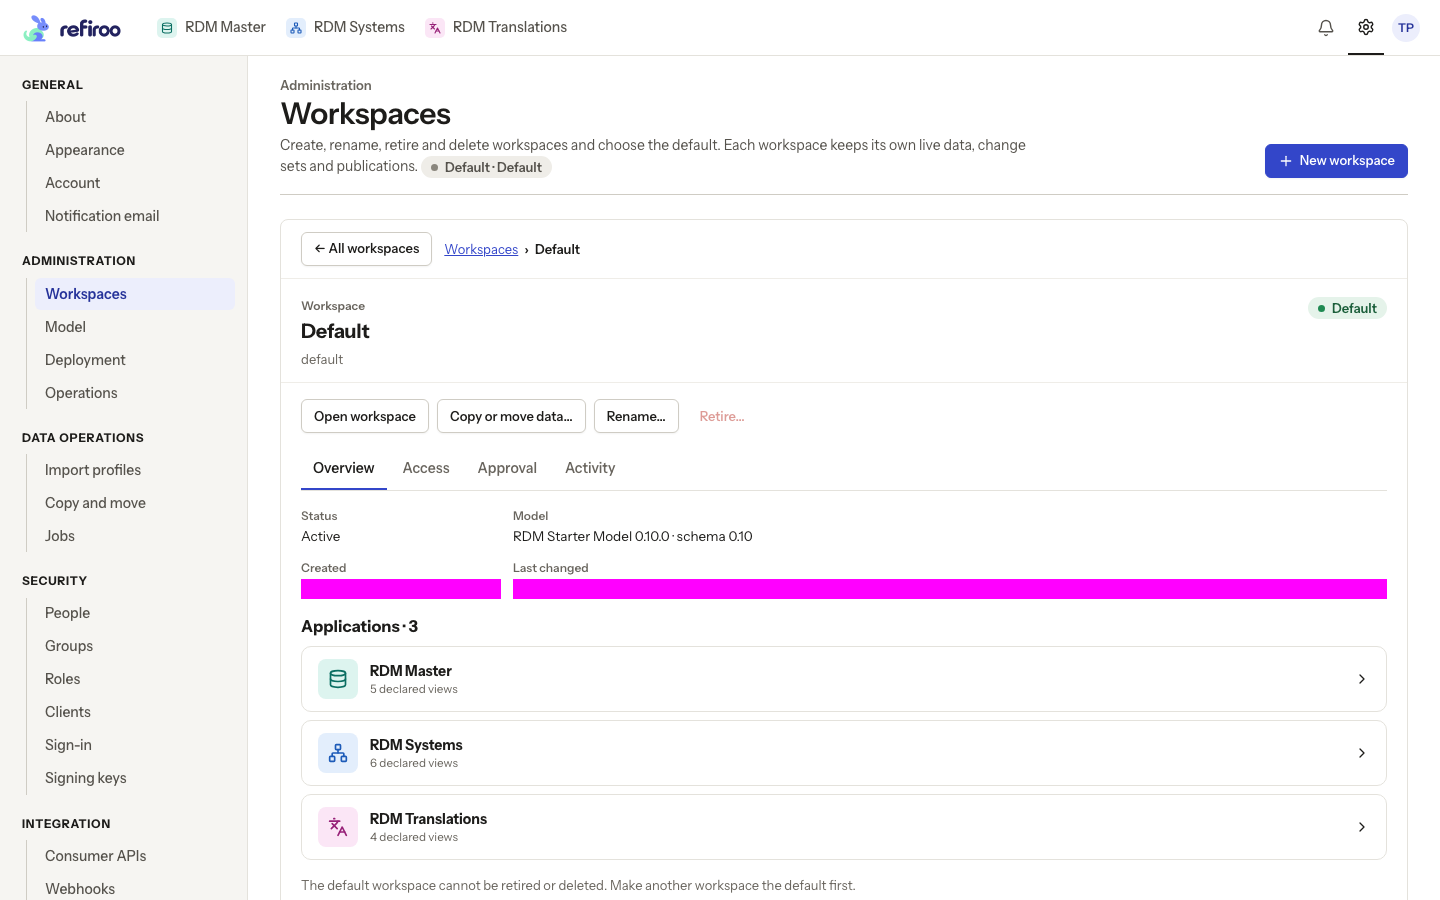 refiroo
RDM Master
RDM Systems
RDM Translations
TP
GENERAL
About
Appearance
Account
Notification email
ADMINISTRATION
Workspaces
Model
Deployment
Operations
DATA OPERATIONS
Import profiles
Copy and move
Jobs
SECURITY
People
Groups
Roles
Clients
Sign-in
Signing keys
INTEGRATION
Consumer APIs
Webhooks
Administration
Workspaces
Create, rename, retire and delete workspaces and choose the default. Each workspace keeps its own live data, change
sets and publications. Default · Default
+ New workspace
← All workspaces
Workspaces › Default
Workspace
Default
default
Default
Open workspace
Copy or move data...
Rename...
Retire...
Overview
Access
Approval
Activity
Status
Active
Model
RDM Starter Model 0.10.0 · schema 0.10
Created
Last changed
Applications · 3
RDM Master
5 declared views
RDM Systems
6 declared views
RDM Translations
4 declared views
The default workspace cannot be retired or deleted. Make another workspace the default first.